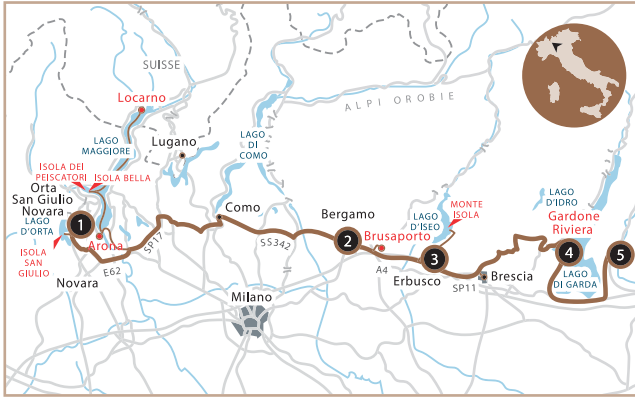 SUISSE
Locarno
ALPI OROBIE
LAGO
MAGGIORE
Lugano
LAGO
DI
COMO
ISOLA DEI
PEISCATORI
ISOLA BELLA
Orta
San Giulio
Novara
LAGO
D'ORTA
1
Arona
ISOLA
SAN
GIULIO
E62
SP17
Novara
Como
SS342
Milano
Bergamo
2
Brusaporto
A4
LAGO
D'ISEO
MONTE
ISOLA
3
Erbusco
SP11
Brescia
LAGO
D'IDRO
Gardone
Riviera
4
LAGO
DI GARDA
5